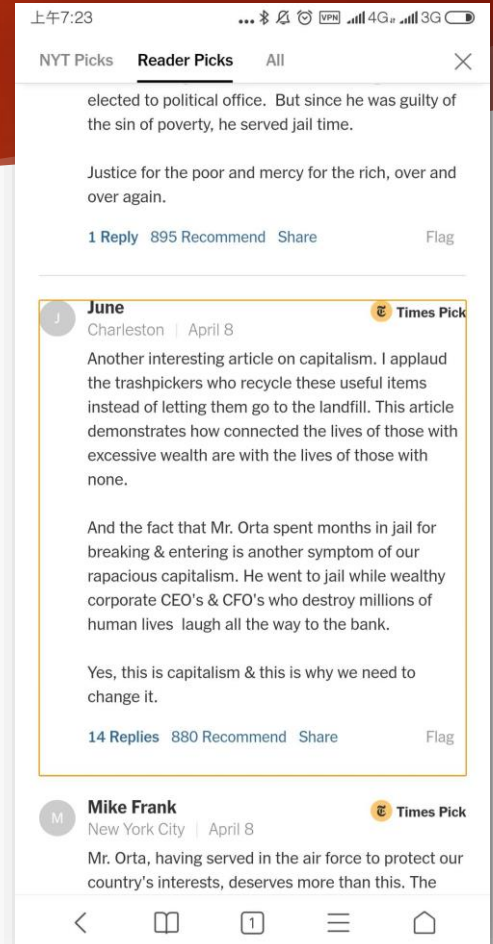 上午7:23
... VPN 4G 3G
NYT Picks Reader Picks All
elected to political office. But since he was guilty of
the sin of poverty, he served jail time.
Justice for the poor and mercy for the rich, over and
over again.
1 Reply 895 Recommend Share Flag
J June Times Pick
Charleston | April 8
Another interesting article on capitalism. I applaud
the trashpickers who recycle these useful items
instead of letting them go to the landfill. This article
demonstrates how connected the lives of those with
excessive wealth are with the lives of those with
none.
And the fact that Mr. Orta spent months in jail for
breaking & entering is another symptom of our
rapacious capitalism. He went to jail while wealthy
corporate CEO's & CFO's who destroy millions of
human lives laugh all the way to the bank.
Yes, this is capitalism & this is why we need to
change it.
14 Replies 880 Recommend Share Flag
M Mike Frank Times Pick
New York City | April 8
Mr. Orta, having served in the air force to protect our
country's interests, deserves more than this. The
1